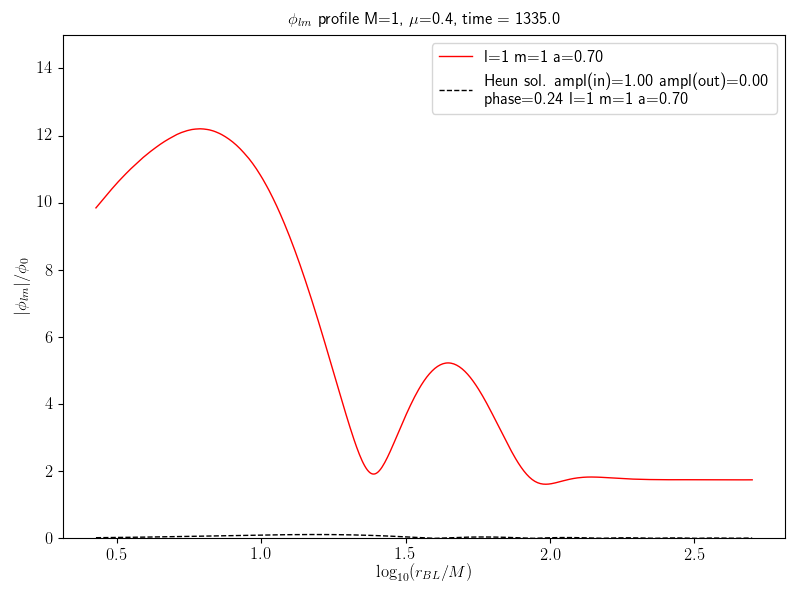 ϕₗₘ profile M=1, μ=0.4, time = 1335.0
l=1 m=1 a=0.70
Heun sol. ampl(in)=1.00 ampl(out)=0.00
phase=0.24 l=1 m=1 a=0.70
|ϕₗₘ|/ϕ₀
14
12
10
8
6
4
2
0
0.5 1.0 1.5 2.0 2.5
log₁₀(r_BL/M)